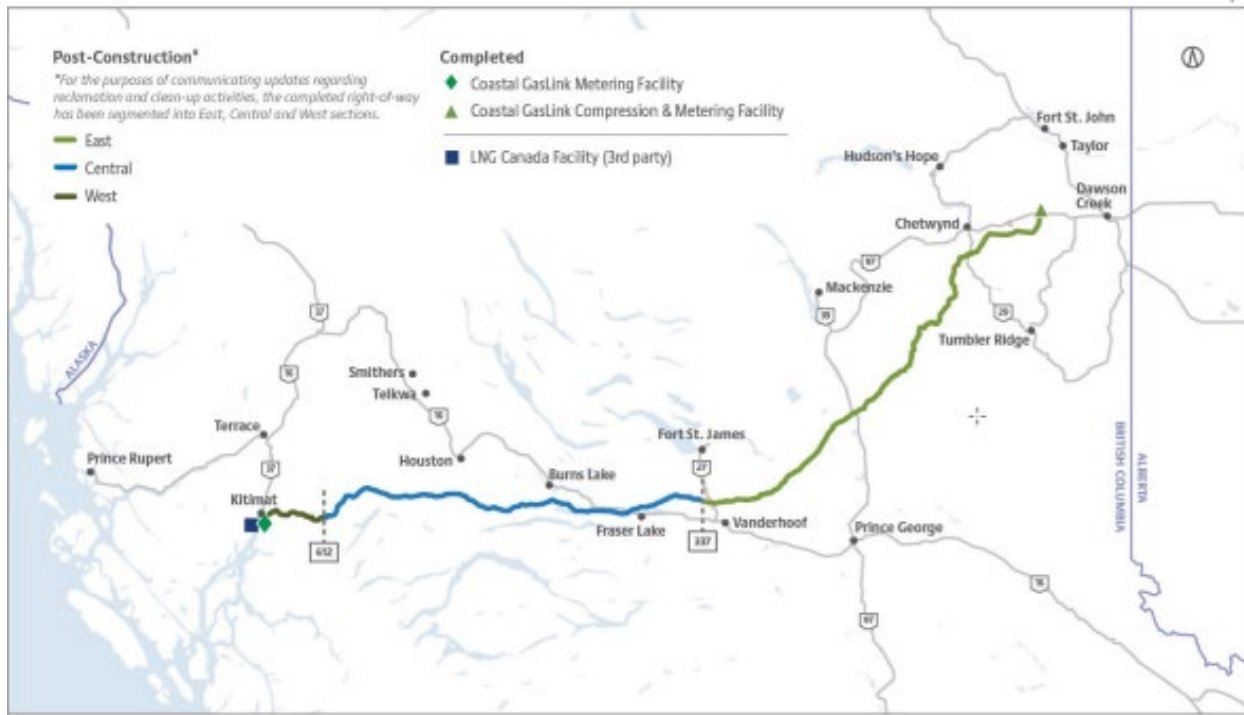 Post-Construction*
*For the purposes of communicating updates regarding
reclamation and clean-up activities, the completed right-of-way
has been segmented into East, Central and West sections.
East
Central
West
Completed
Coastal GasLink Metering Facility
Coastal GasLink Compression & Metering Facility
LNG Canada Facility (3rd party)
Fort St. John
Taylor
Hudson's Hope
Dawson
Creek
Chetwynd
97
Mackenzie
39
29
Tumbler Ridge
37
ALASKA
16
Smithers
Telkwa
16
Terrace
Fort St. James
Prince Rupert
37
Houston
27
Burns Lake
BRITISH COLUMBIA
ALBERTA
Kitimat
Fraser Lake
Vanderhoof
Prince George
612
337
16
97